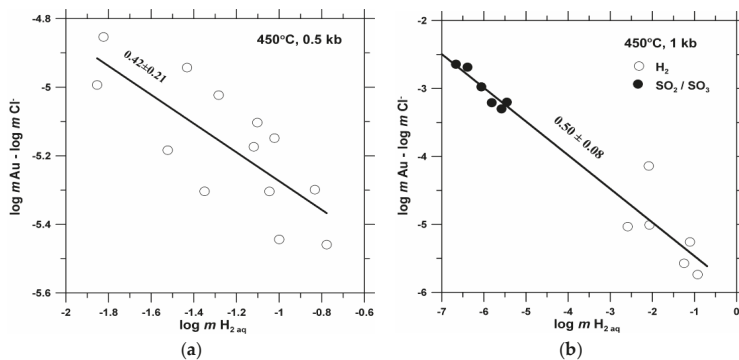 450°C, 0.5 kb
0.42±0.21
log m Au - log m Cl-
-4.8
-5
-5.2
-5.4
-5.6
-2 -1.8 -1.6 -1.4 -1.2 -1 -0.8 -0.6
log m H2 aq
(a)
450°C, 1 kb
H2
SO2 / SO3
0.50 ± 0.08
log m Au - log m Cl-
-2
-3
-4
-5
-6
-7 -6 -5 -4 -3 -2 -1 0
log m H2 aq
(b)